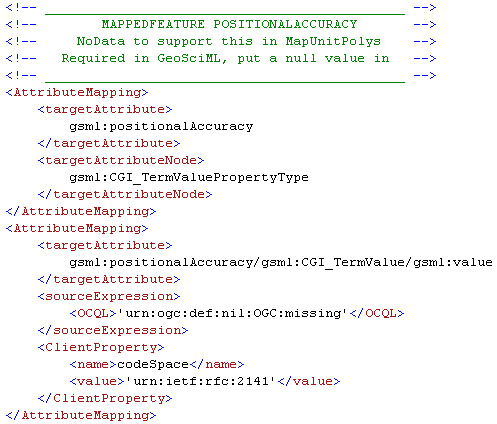 <!-- ________________________________________________ -->
<!--         MAPPEDFEATURE POSITIONALACCURACY         -->
<!--      NoData to support this in MapUnitPolys      -->
<!--    Required in GeoSciML, put a null value in     -->
<!-- ________________________________________________ -->
<AttributeMapping>
    <targetAttribute>
        gsml:positionalAccuracy
    </targetAttribute>
    <targetAttributeNode>
        gsml:CGI_TermValuePropertyType
    </targetAttributeNode>
</AttributeMapping>
<AttributeMapping>
    <targetAttribute>
        gsml:positionalAccuracy/gsml:CGI_TermValue/gsml:value
    </targetAttribute>
    <sourceExpression>
        <OCQL>'urn:ogc:def:nil:OGC:missing'</OCQL>
    </sourceExpression>
    <ClientProperty>
        <name>codeSpace</name>
        <value>'urn:ietf:rfc:2141'</value>
    </ClientProperty>
</AttributeMapping>